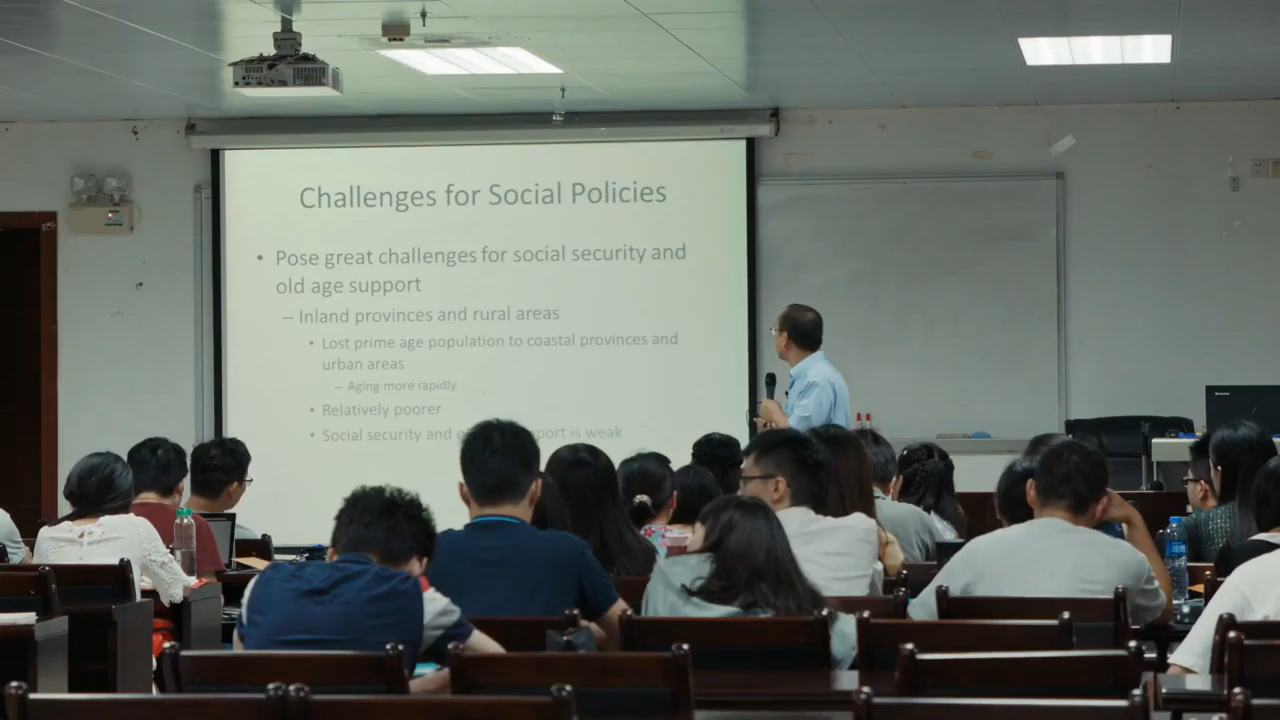 Challenges for Social Policies
• Pose great challenges for social security and
old age support
– Inland provinces and rural areas
• Lost prime age population to coastal provinces and
urban areas
– Aging more rapidly
• Relatively poorer
• Social security and port is weak